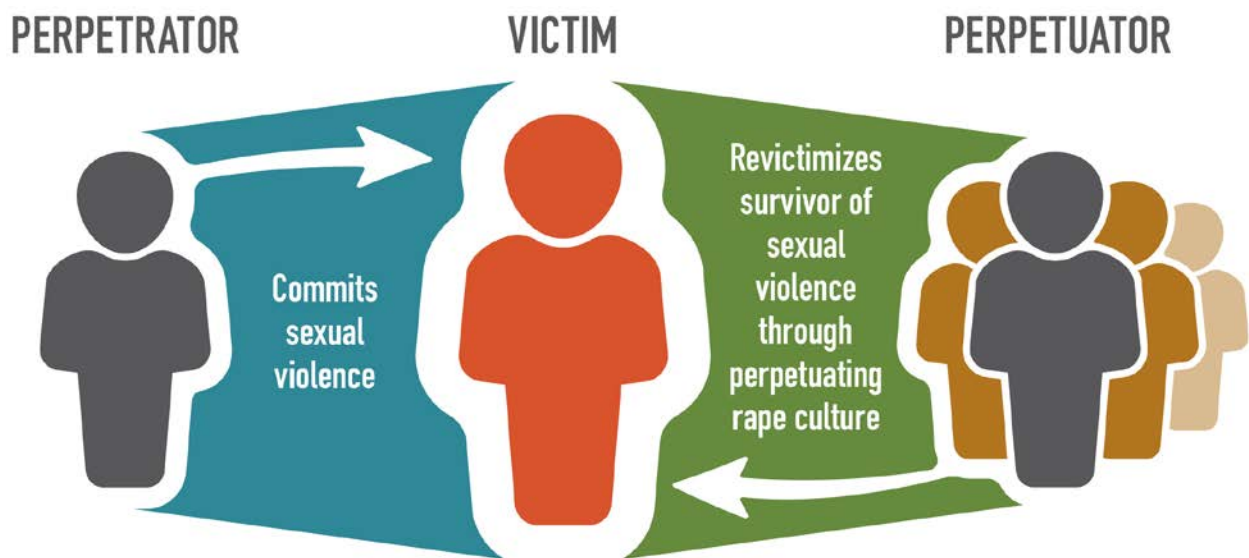 PERPETRATOR
VICTIM
PERPETUATOR
Commits
sexual
violence
Revictimizes
survivor of
sexual
violence
through
perpetuating
rape culture